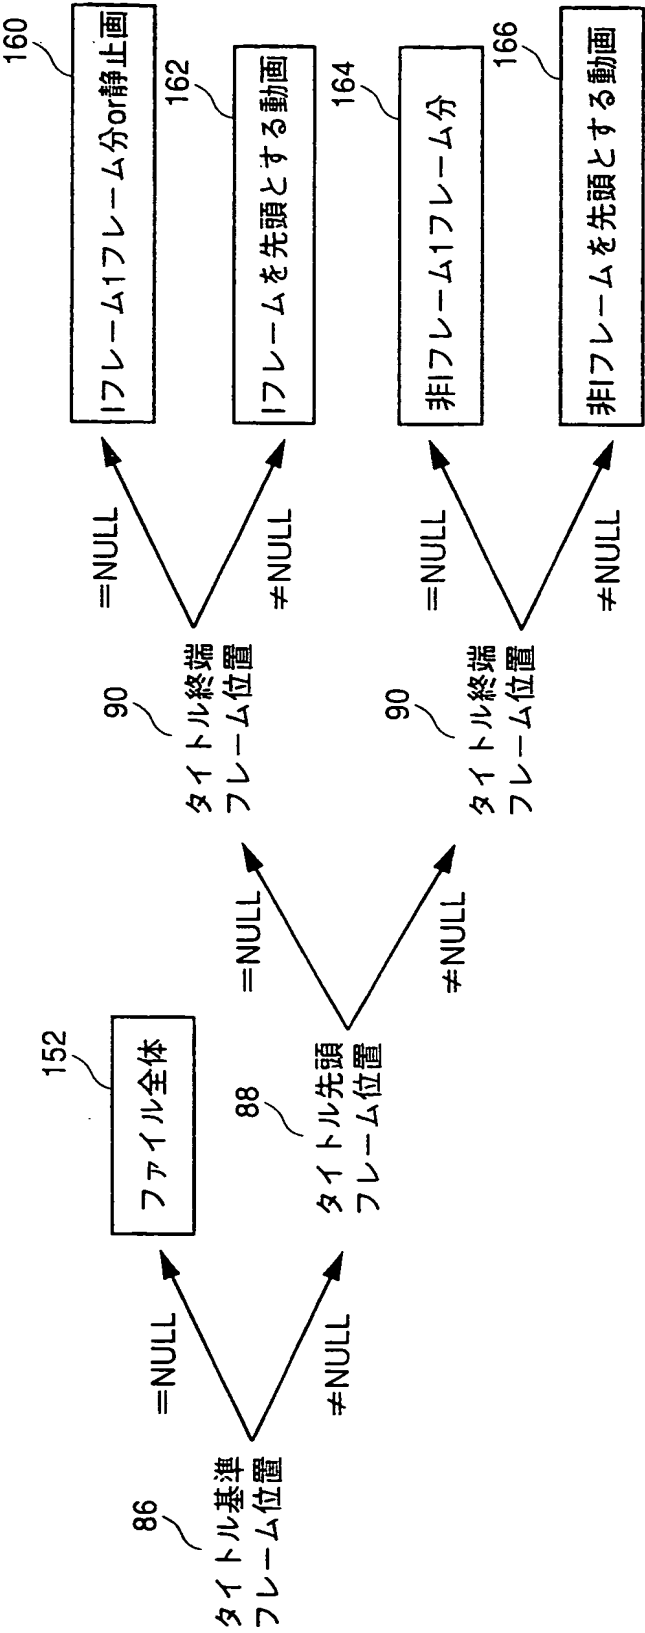 86
タイトル基準
フレーム位置
=NULL
≠NULL
152
ファイル全体
88
タイトル先頭
フレーム位置
=NULL
≠NULL
90
タイトル終端
フレーム位置
=NULL
≠NULL
90
タイトル終端
フレーム位置
=NULL
≠NULL
160
Iフレーム1フレーム分or静止画
162
Iフレームを先頭とする動画
164
非Iフレーム1フレーム分
166
非Iフレームを先頭とする動画